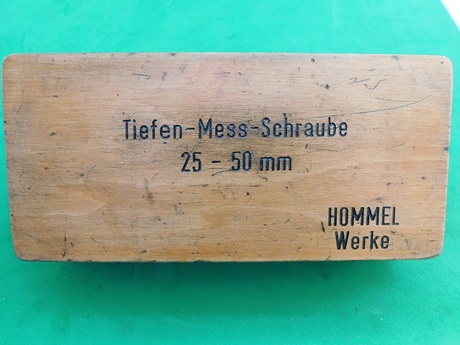 Tiefen-Mess-Schraube
25 - 50 mm
HOMMEL
Werke